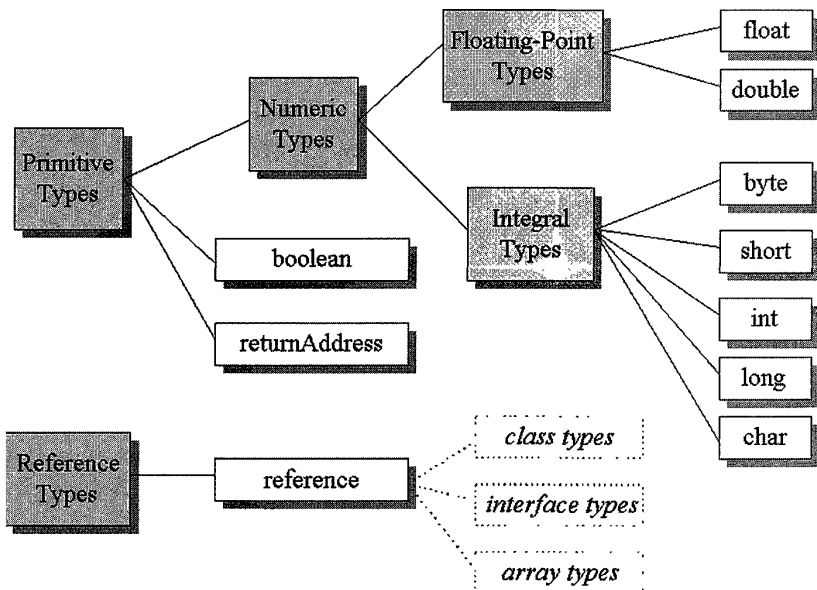 Primitive
Types
Numeric
Types
Floating-Point
Types
float
double
Integral
Types
byte
short
int
long
char
boolean
returnAddress
Reference
Types
reference
class types
interface types
array types